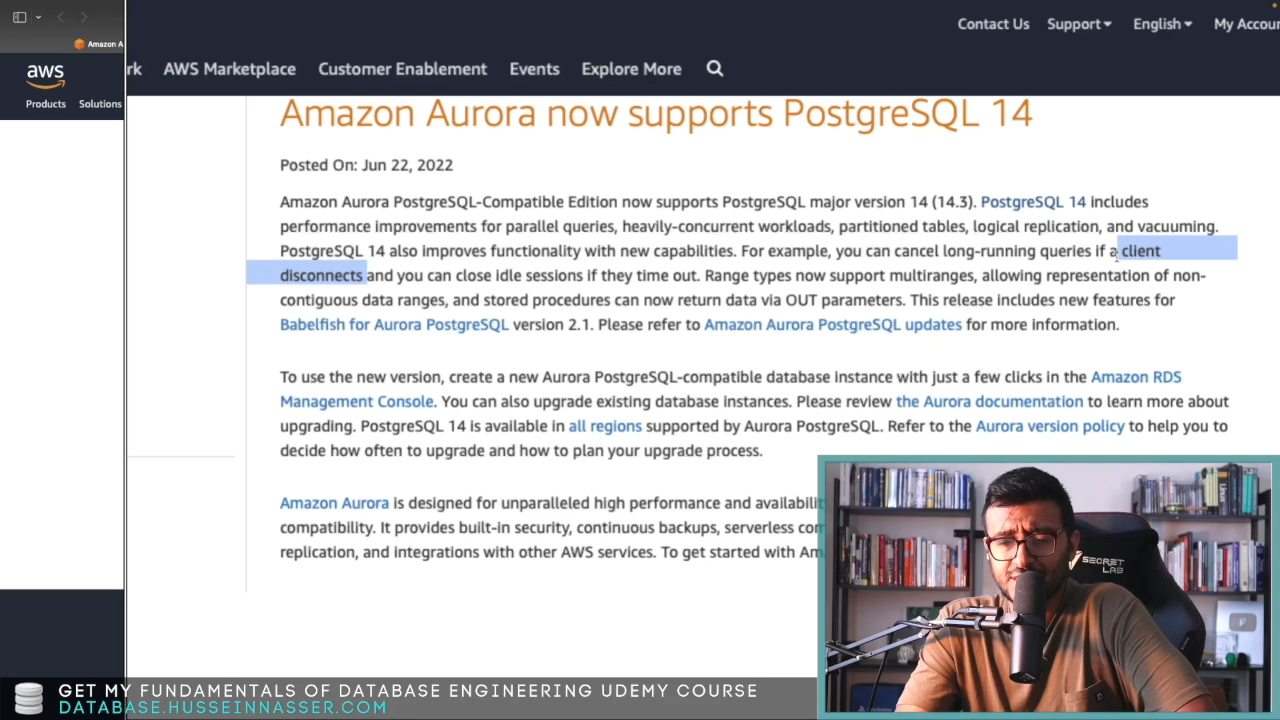 Contact Us Support English My Accou
Amazon A
aws
rk AWS Marketplace Customer Enablement Events Explore More
Products Solutions
Amazon Aurora now supports PostgreSQL 14
Posted On: Jun 22, 2022
Amazon Aurora PostgreSQL-Compatible Edition now supports PostgreSQL major version 14 (14.3). PostgreSQL 14 includes
performance improvements for parallel queries, heavily-concurrent workloads, partitioned tables, logical replication, and vacuuming.
PostgreSQL 14 also improves functionality with new capabilities. For example, you can cancel long-running queries if a client
disconnects and you can close idle sessions if they time out. Range types now support multiranges, allowing representation of non-
contiguous data ranges, and stored procedures can now return data via OUT parameters. This release includes new features for
Babelfish for Aurora PostgreSQL version 2.1. Please refer to Amazon Aurora PostgreSQL updates for more information.
To use the new version, create a new Aurora PostgreSQL-compatible database instance with just a few clicks in the Amazon RDS
Management Console. You can also upgrade existing database instances. Please review the Aurora documentation to learn more about
upgrading. PostgreSQL 14 is available in all regions supported by Aurora PostgreSQL. Refer to the Aurora version policy to help you to
decide how often to upgrade and how to plan your upgrade process.
Amazon Aurora is designed for unparalleled high performance and availabilit
compatibility. It provides built-in security, continuous backups, serverless com
replication, and integrations with other AWS services. To get started with Am
SECRET
LAB
GET MY FUNDAMENTALS OF DATABASE ENGINEERING UDEMY COURSE
DATABASE.HUSSEINNASSER.COM